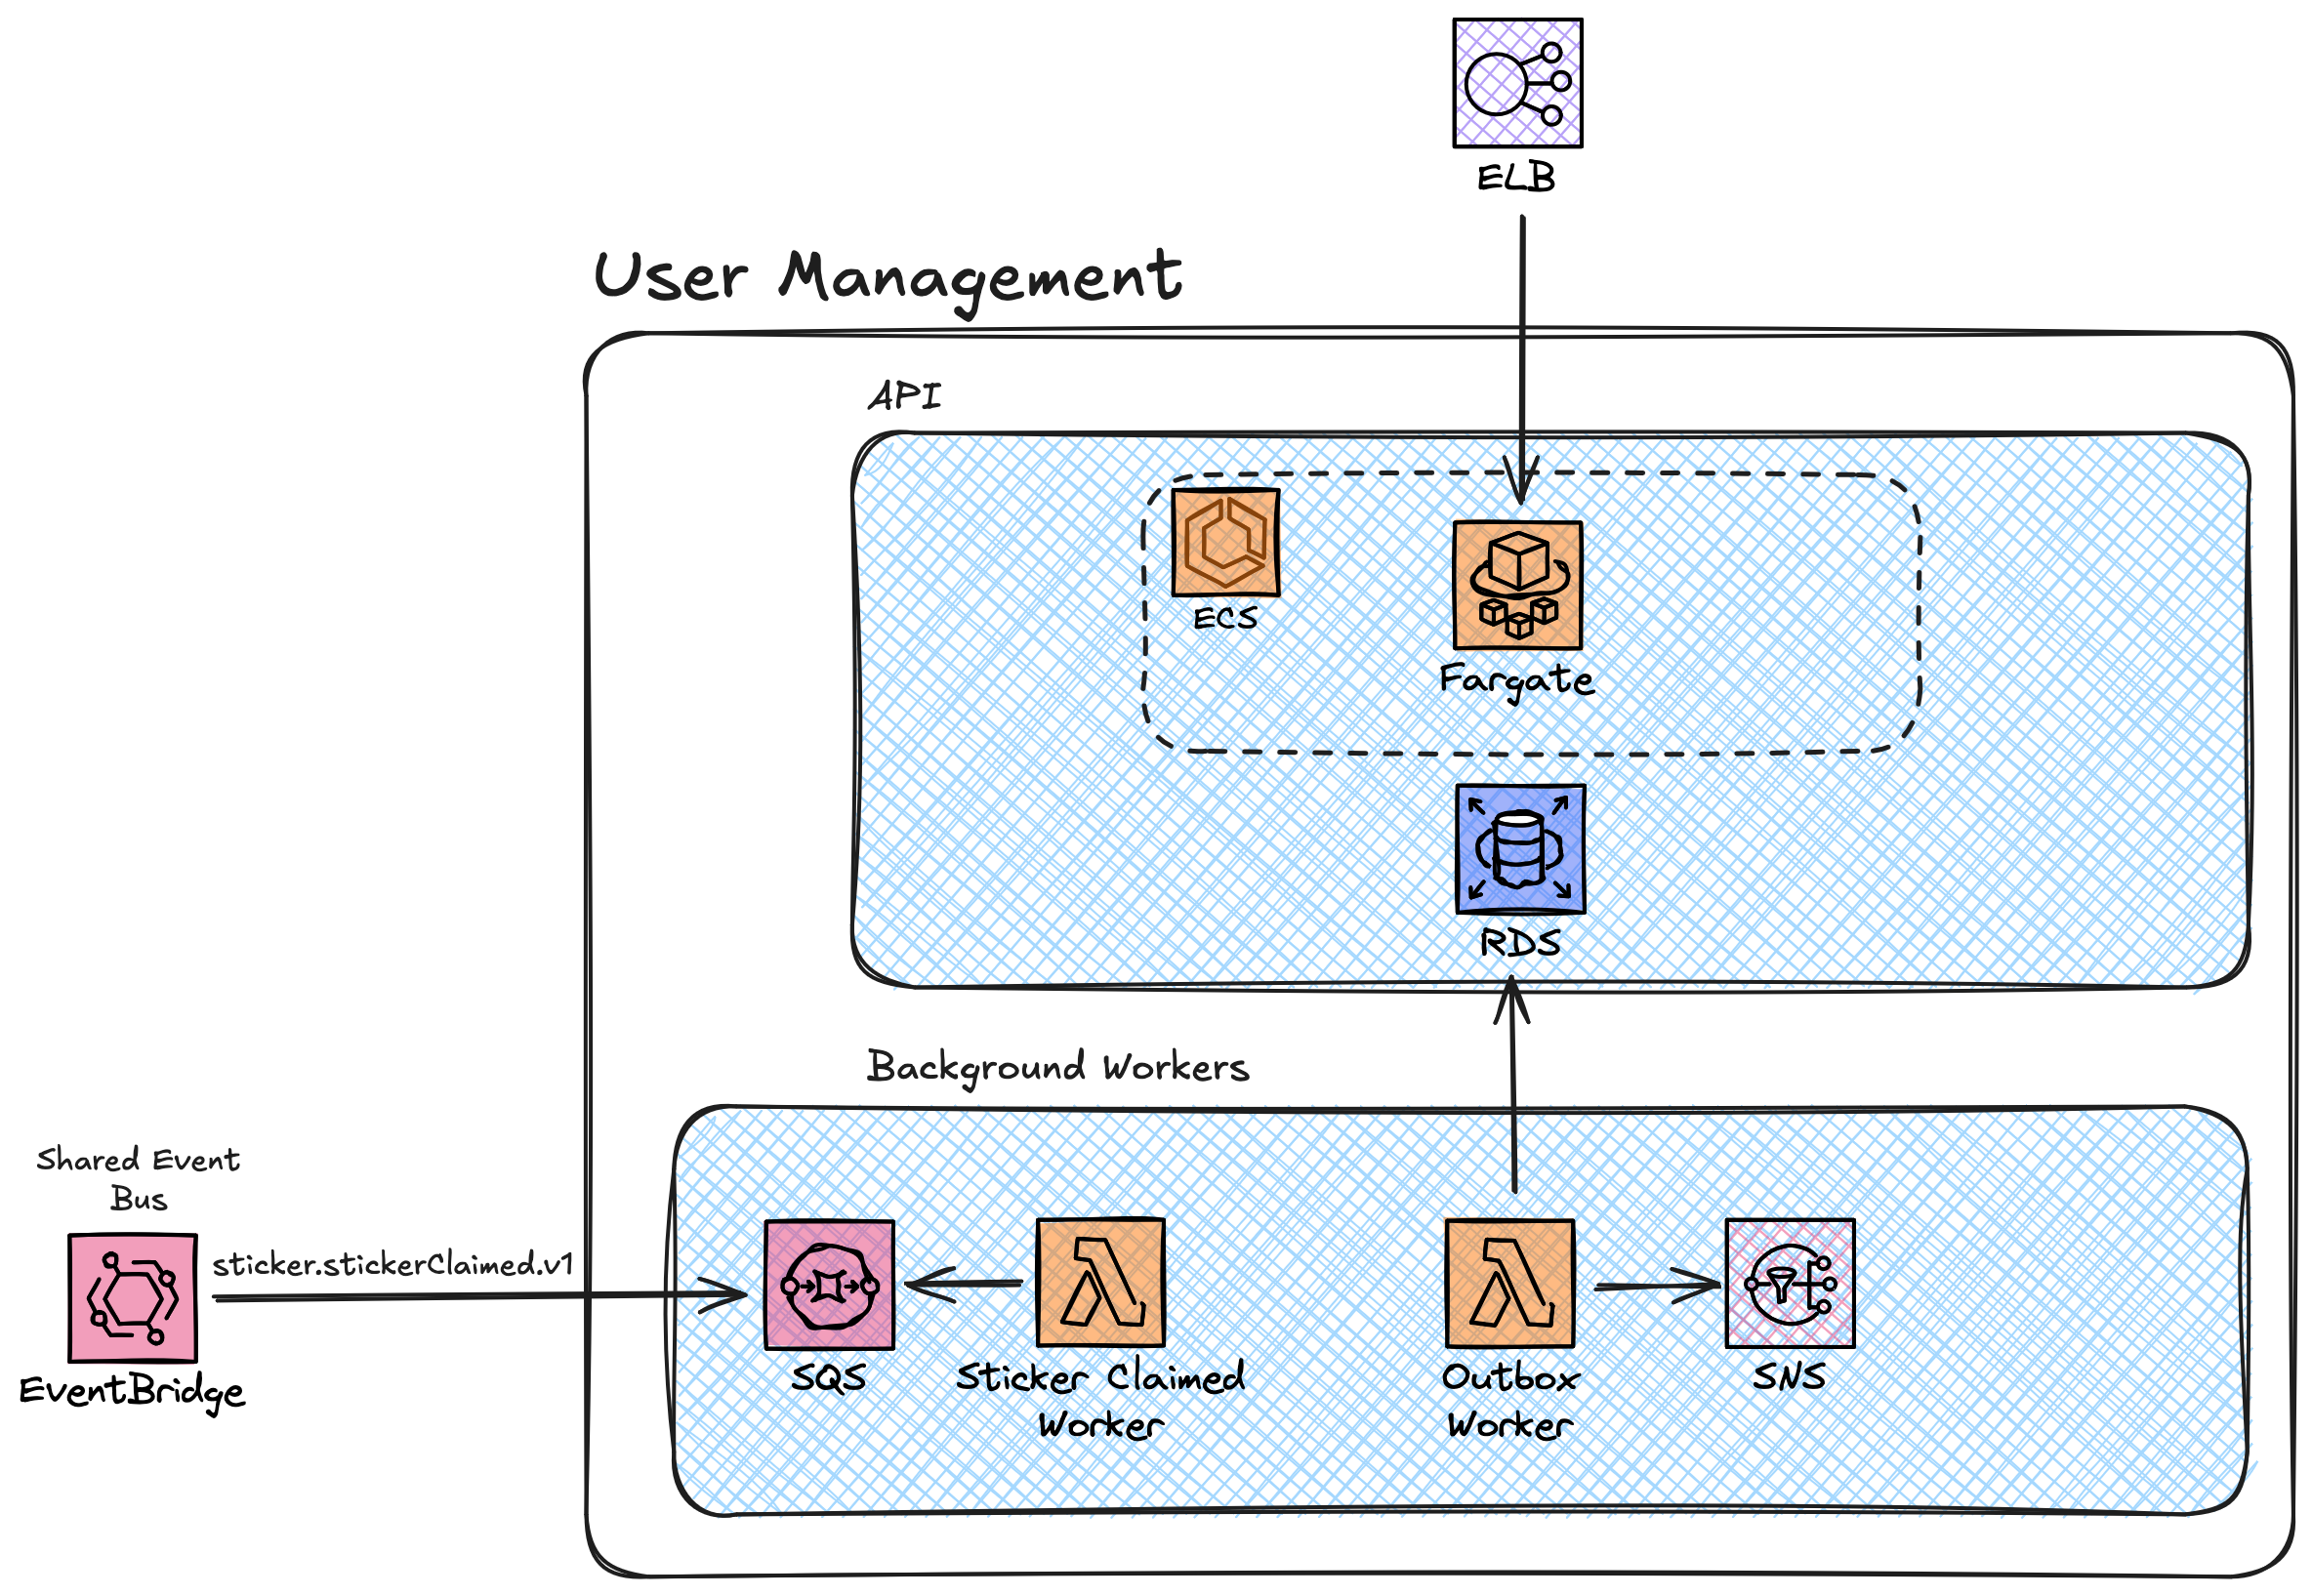 ELB
User Management
API
ECS
Fargate
RDS
Background Workers
Shared Event
Bus
sticker.stickerClaimed.v1
EventBridge
SQS
Sticker Claimed
Worker
Outbox
Worker
SNS